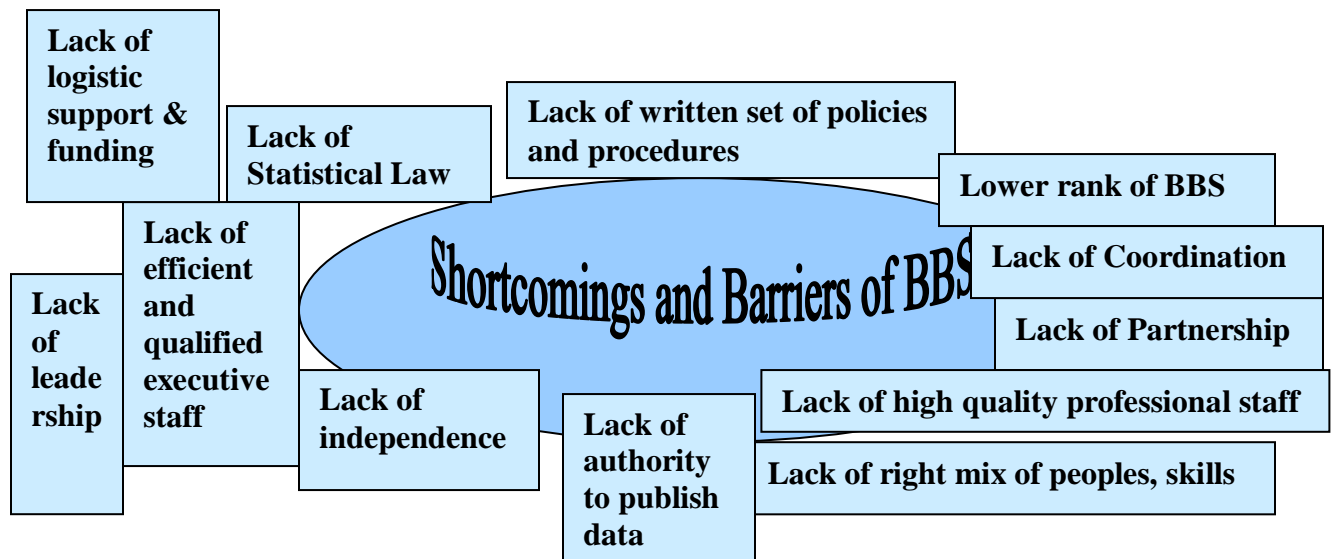 Lack of
logistic
support &
funding
Lack of
Statistical Law
Lack of written set of policies
and procedures
Lower rank of BBS
Lack of Coordination
Lack of Partnership
Lack of high quality professional staff
Lack of right mix of peoples, skills
Lack of
authority
to publish
data
Lack of
independence
Lack of
efficient
and
qualified
executive
staff
Lack
of
leade
rship
Shortcomings and Barriers of BBS